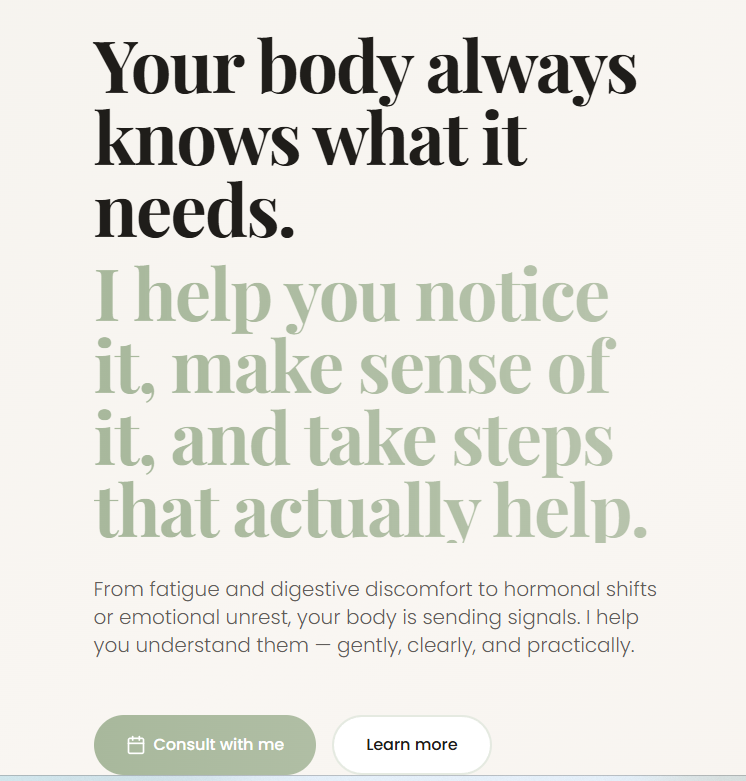 Your body always
knows what it
needs.
I help you notice
it, make sense of
it, and take steps
that actually help.
From fatigue and digestive discomfort to hormonal shifts
or emotional unrest, your body is sending signals. I help
you understand them — gently, clearly, and practically.
Consult with me
Learn more